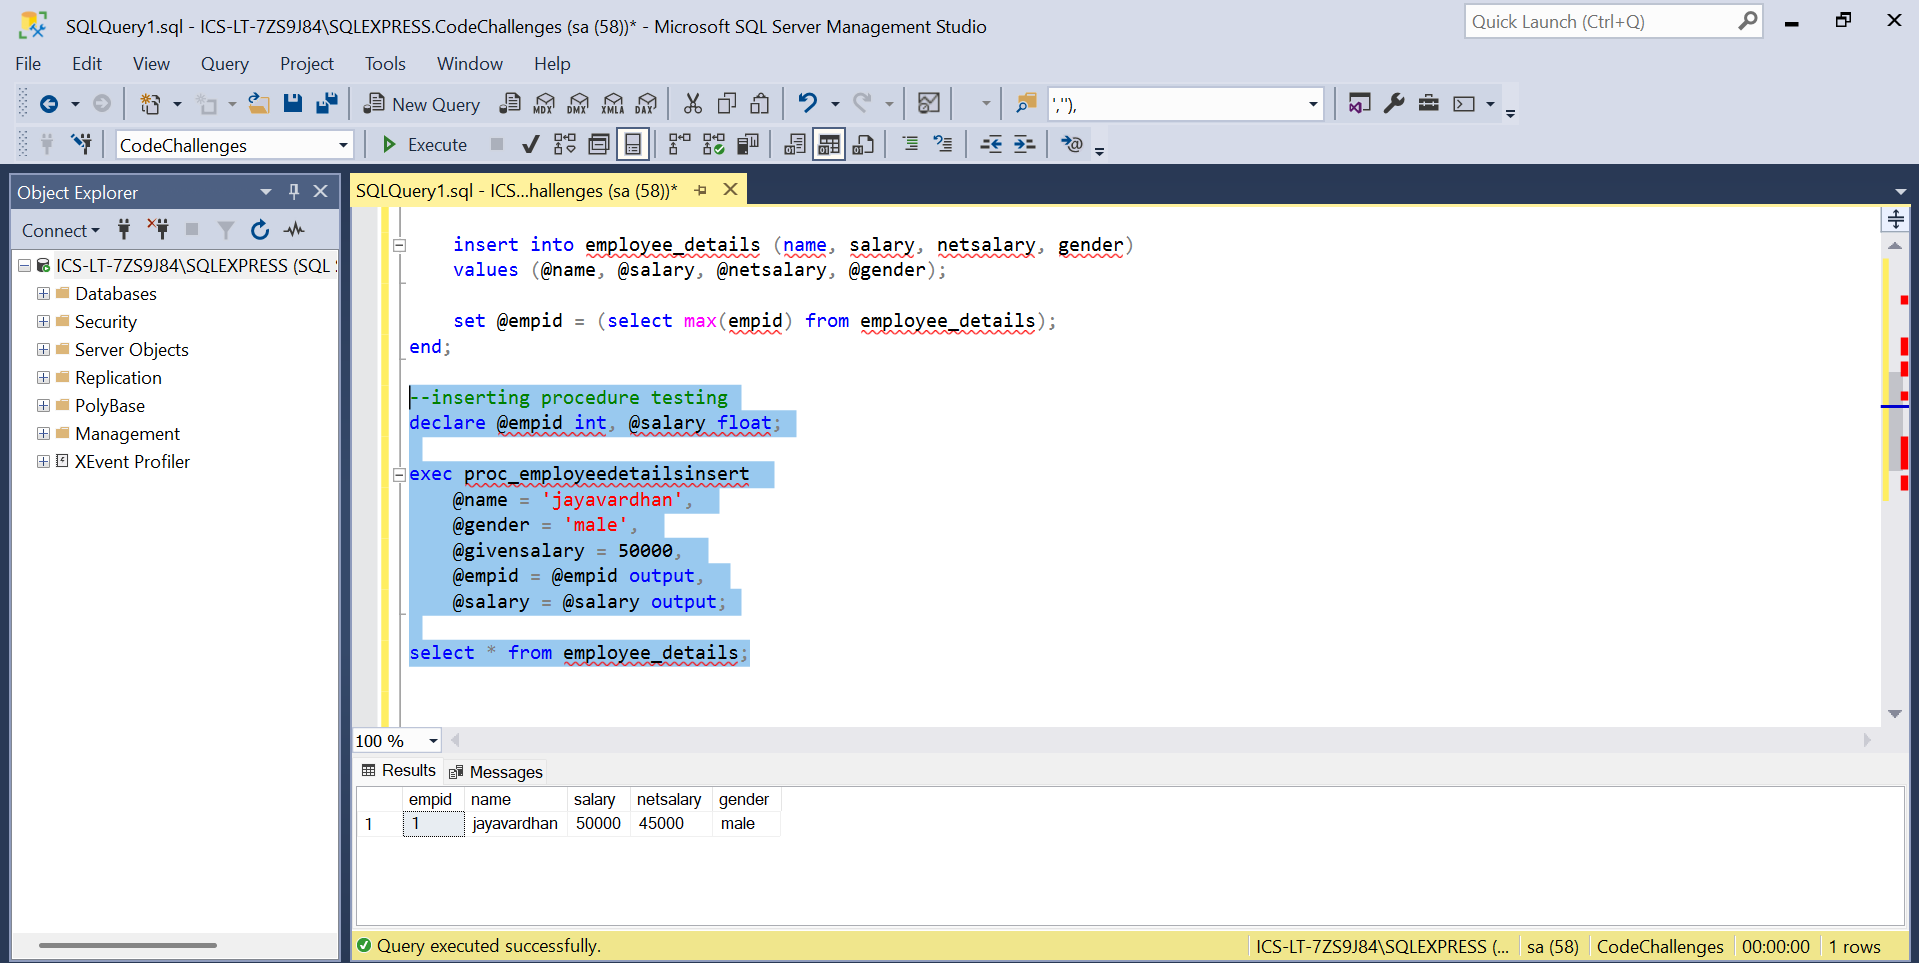 SQLQuery1.sql - ICS-LT-7ZS9J84\SQLEXPRESS.CodeChallenges (sa (58))* - Microsoft SQL Server Management Studio
Quick Launch (Ctrl+Q)
File Edit View Query Project Tools Window Help
New Query MDX DMX XMLA DAX ',''),
CodeChallenges Execute
Object Explorer
Connect
ICS-LT-7ZS9J84\SQLEXPRESS (SQL S
Databases
Security
Server Objects
Replication
PolyBase
Management
XEvent Profiler
SQLQuery1.sql - ICS...hallenges (sa (58))*
insert into employee_details (name, salary, netsalary, gender)
values (@name, @salary, @netsalary, @gender);
set @empid = (select max(empid) from employee_details);
end;
--inserting procedure testing
declare @empid int, @salary float;
exec proc_employeedetailsinsert
@name = 'jayavardhan',
@gender = 'male',
@givensalary = 50000,
@empid = @empid output,
@salary = @salary output;
select * from employee_details;
100 %
Results Messages
empid name salary netsalary gender
1 1 jayavardhan 50000 45000 male
Query executed successfully.
ICS-LT-7ZS9J84\SQLEXPRESS (... sa (58) CodeChallenges 00:00:00 1 rows